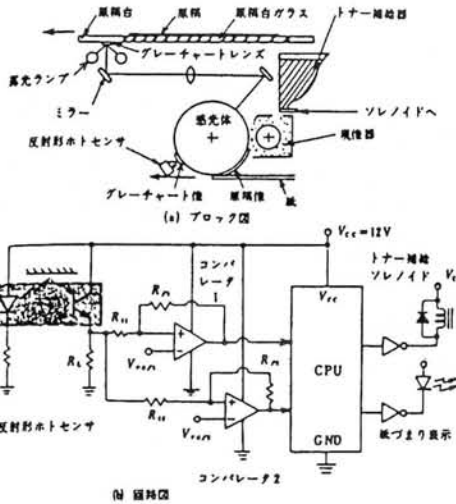 原稿台
原稿
原稿台ガラス
トナー補給器
グレーチャートレンズ
露光ランプ
ミラー
感光体
ソレノイドへ
反射形ホトセンサ
現像器
グレーチャート像
原稿像
紙
(a) ブロック図
Vcc=12V
コンパレータ
1
トナー補給
ソレノイド
Vcc
CPU
GND
RL
反射形ホトセンサ
紙づまり表示
コンパレータ2
(b) 回路図